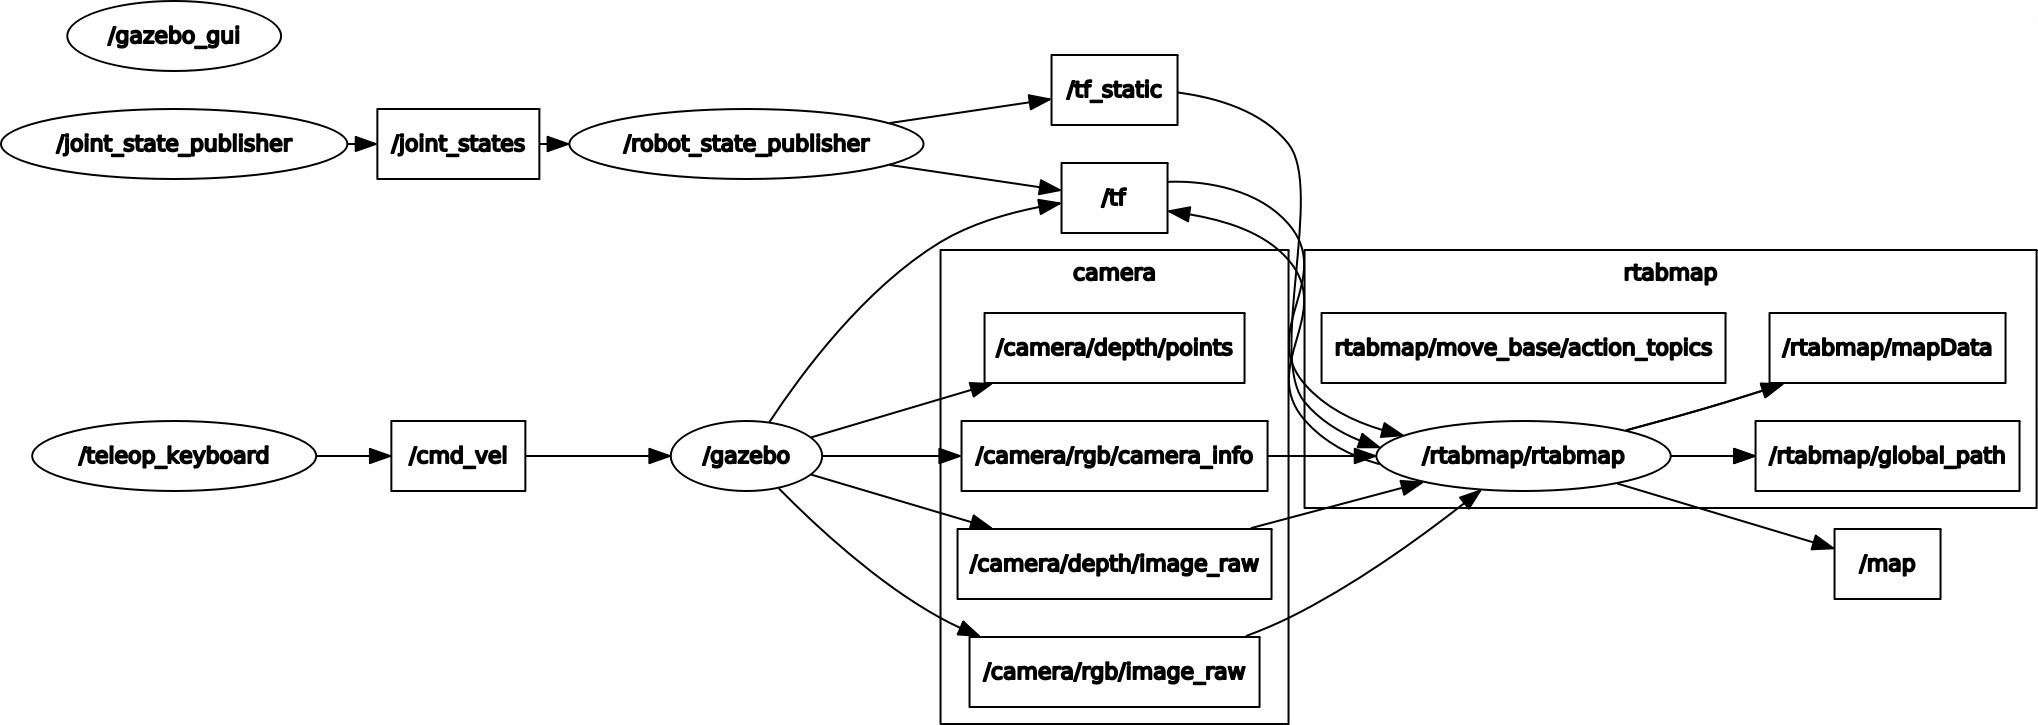 /gazebo_gui
/tf_static
/joint_state_publisher
/joint_states
/robot_state_publisher
/tf
camera
rtabmap
/camera/depth/points
rtabmap/move_base/action_topics
/rtabmap/mapData
/teleop_keyboard
/cmd_vel
/gazebo
/camera/rgb/camera_info
/rtabmap/rtabmap
/rtabmap/global_path
/camera/depth/image_raw
/map
/camera/rgb/image_raw